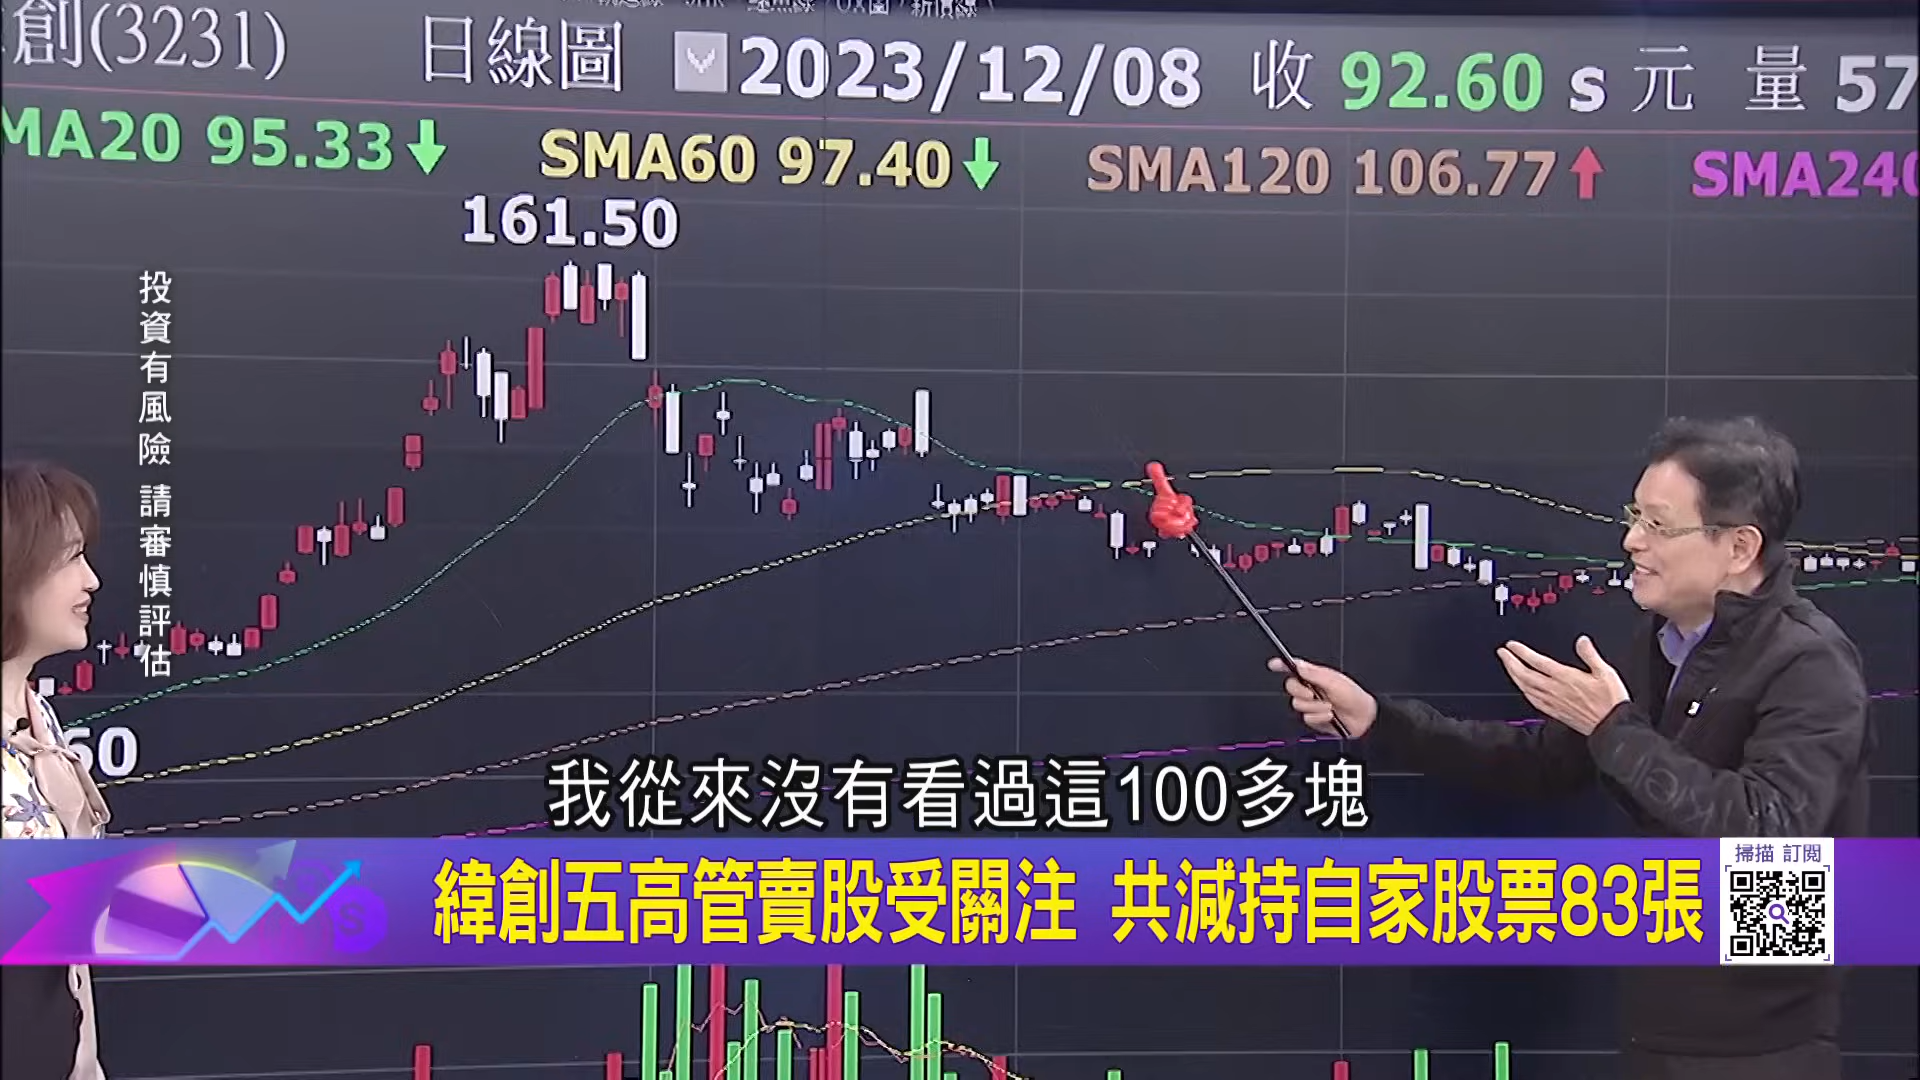 創(3231) 日線圖 2023/12/08 收 92.60 s 元 量 57
MA20 95.33↓ SMA60 97.40↓ SMA120 106.77↑ SMA240
161.50
投資有風險 請審慎評估
60
我從來沒有看過這100多塊
掃描 訂閱
緯創五高管賣股受關注 共減持自家股票83張